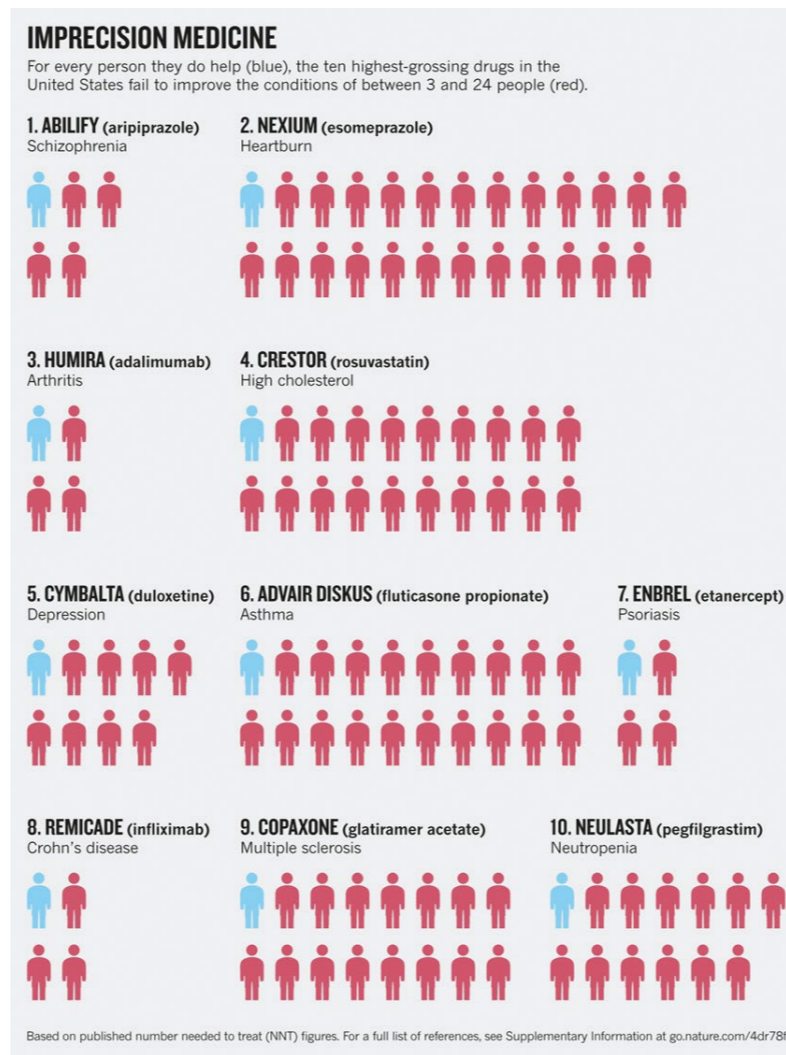 IMPRECISION MEDICINE
For every person they do help (blue), the ten highest-grossing drugs in the
United States fail to improve the conditions of between 3 and 24 people (red).
1. ABILIFY (aripiprazole)
Schizophrenia
2. NEXIUM (esomeprazole)
Heartburn
3. HUMIRA (adalimumab)
Arthritis
4. CRESTOR (rosuvastatin)
High cholesterol
5. CYMBALTA (duloxetine)
Depression
6. ADVAIR DISKUS (fluticasone propionate)
Asthma
7. ENBREL (etanercept)
Psoriasis
8. REMICADE (infliximab)
Crohn's disease
9. COPAXONE (glatiramer acetate)
Multiple sclerosis
10. NEULASTA (pegfilgrastim)
Neutropenia
Based on published number needed to treat (NNT) figures. For a full list of references, see Supplementary Information at